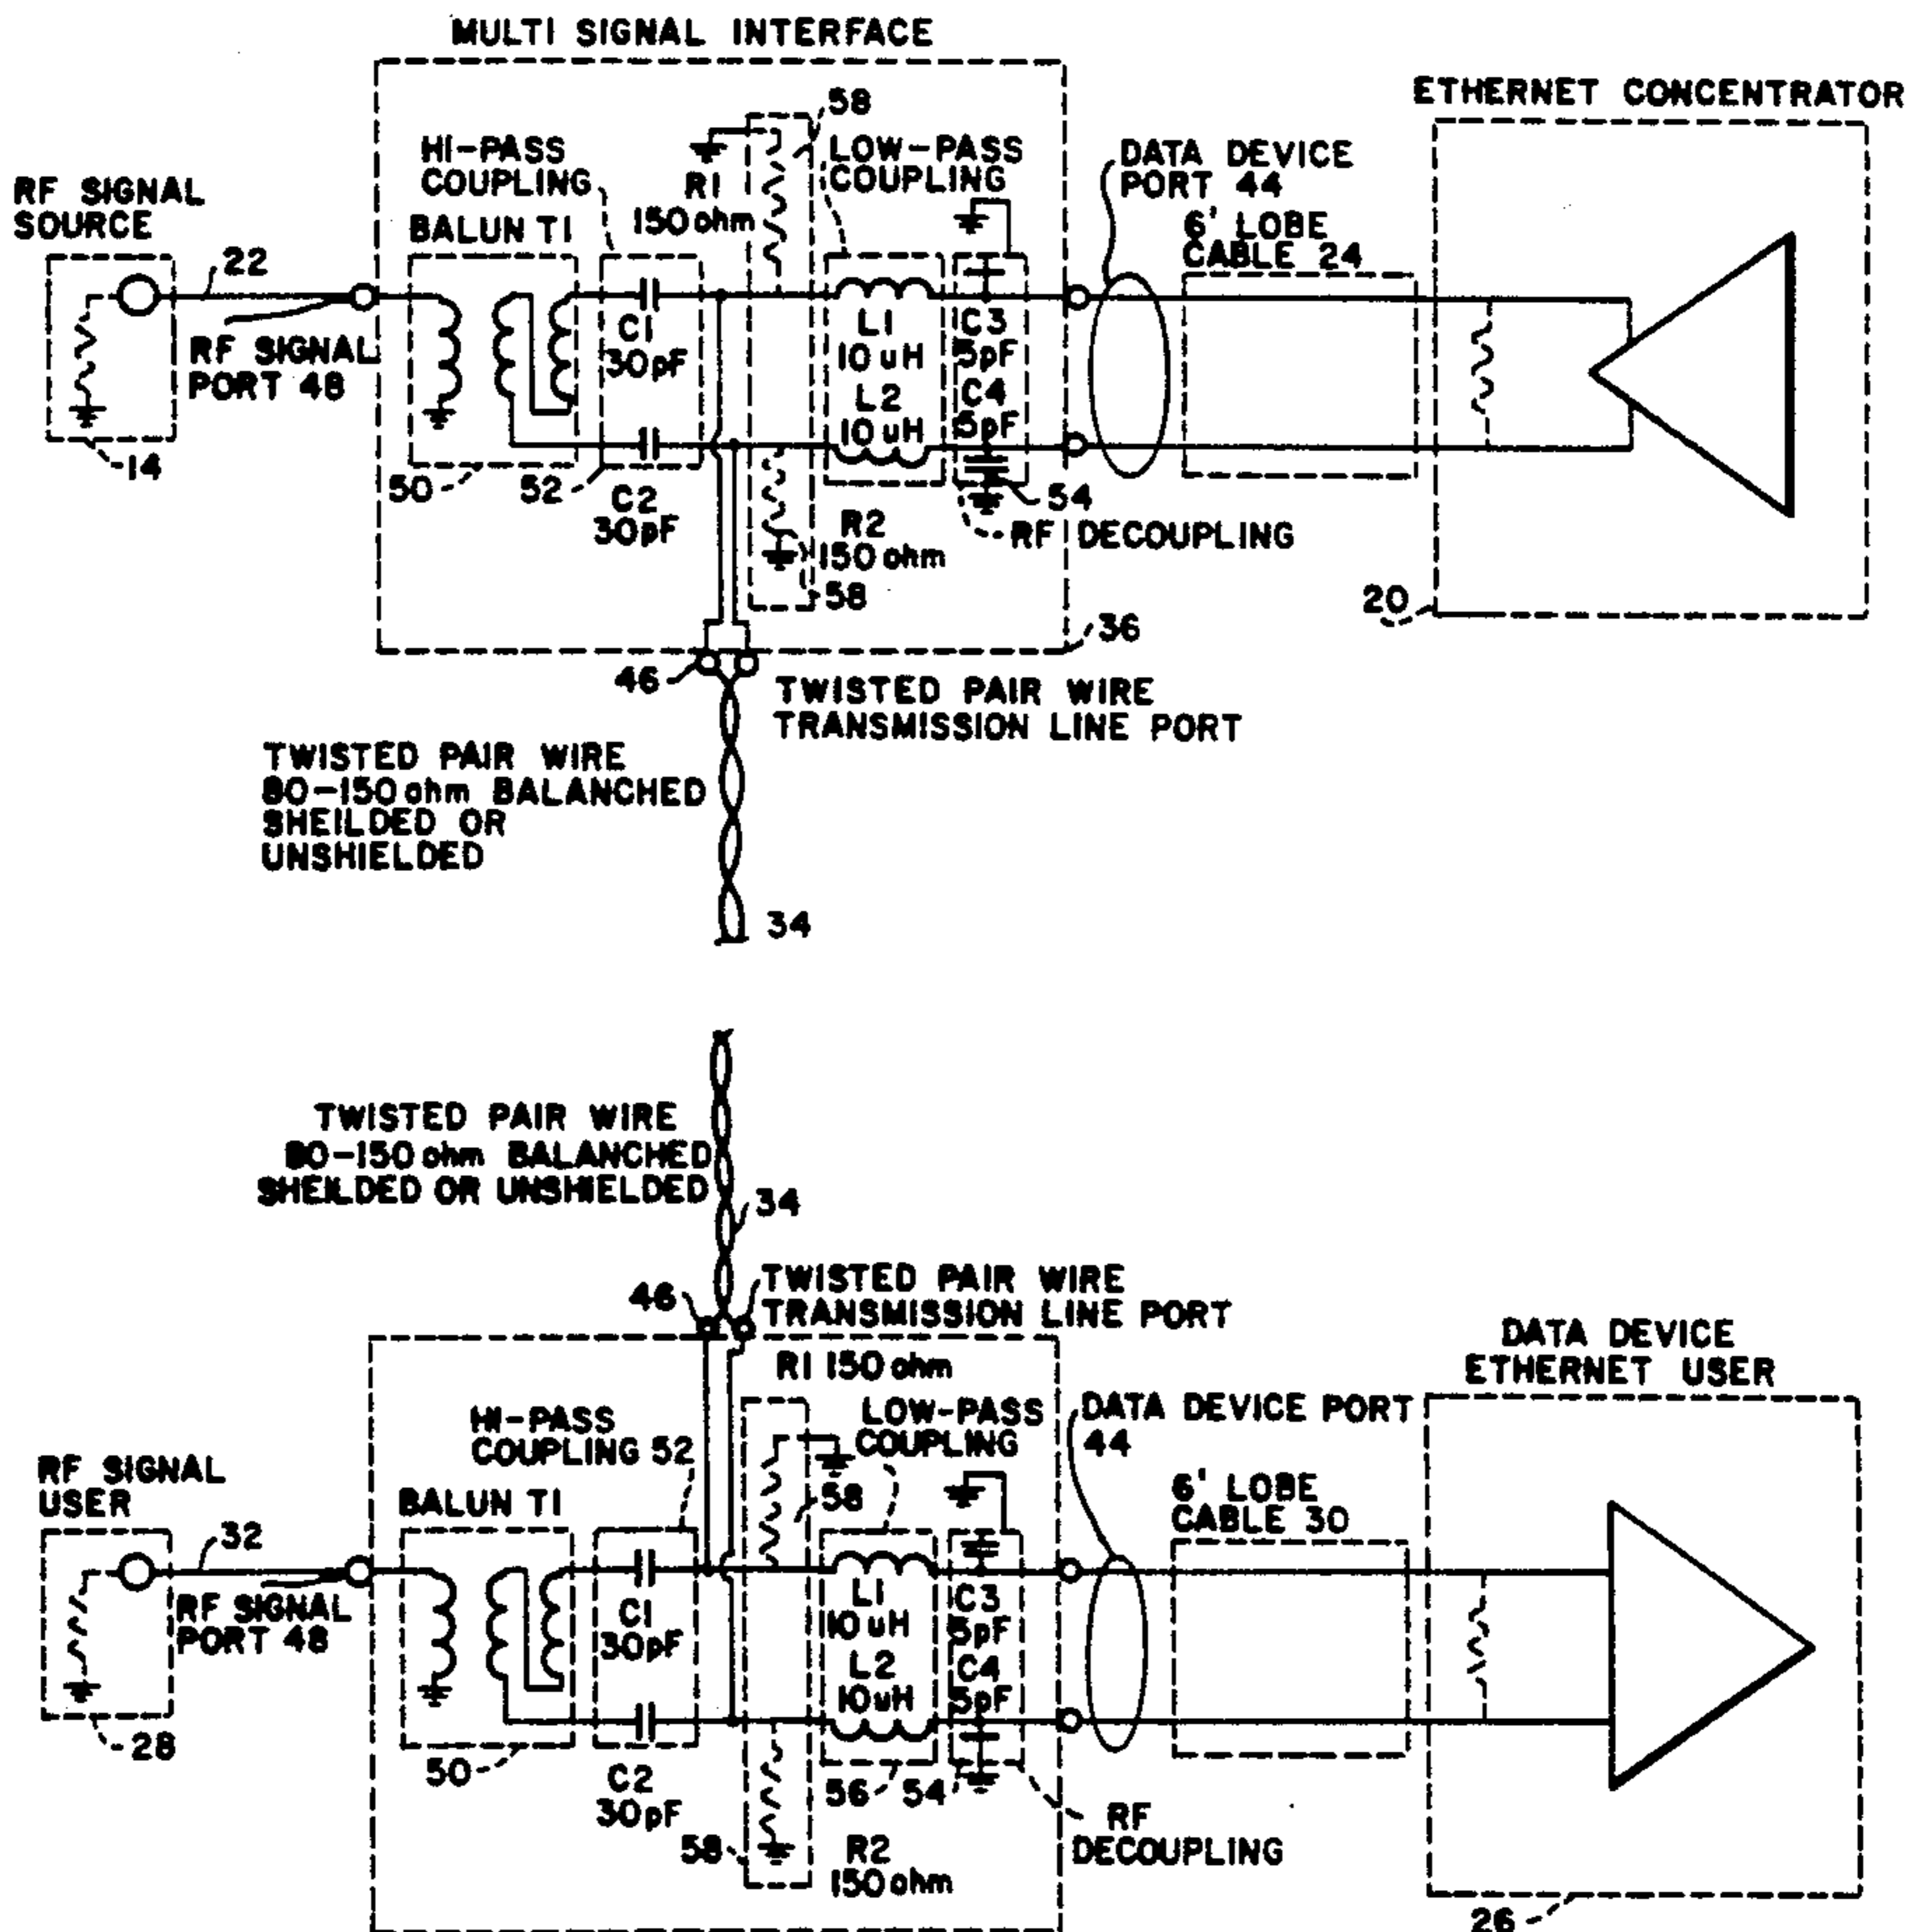 MULTI SIGNAL INTERFACE
ETHERNET CONCENTRATOR
58
HI-PASS
COUPLING
R1
150 ohm
LOW-PASS
COUPLING
DATA DEVICE
PORT 44
RF SIGNAL
SOURCE
22
BALUN T1
6' LOBE
CABLE 24
RF SIGNAL
PORT 48
C1
30pF
L1
10 uH
L2
10 uH
C3
5pF
C4
5pF
14
50
52
C2
30pF
R2
150 ohm
58
54
RF DECOUPLING
20
36
46
TWISTED PAIR WIRE
TRANSMISSION LINE PORT
TWISTED PAIR WIRE
80-150 ohm BALANCHED
SHEILDED OR
UNSHIELDED
34
TWISTED PAIR WIRE
80-150 ohm BALANCHED
SHEILDED OR UNSHIELDED
34
46
TWISTED PAIR WIRE
TRANSMISSION LINE PORT
R1 150 ohm
DATA DEVICE
ETHERNET USER
HI-PASS
COUPLING 52
LOW-PASS
COUPLING
DATA DEVICE PORT
44
RF SIGNAL
USER
32
BALUN T1
58
6' LOBE
CABLE 30
RF SIGNAL
PORT 48
C1
30pF
L1
10 uH
L2
10 uH
C3
5pF
C4
5pF
28
50
C2
30pF
58
R2
150 ohm
56
54
RF
DECOUPLING
26